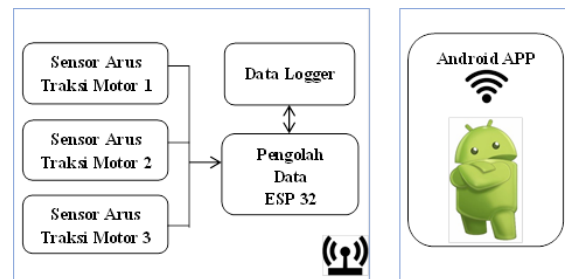 Sensor Arus
Traksi Motor 1
Sensor Arus
Traksi Motor 2
Sensor Arus
Traksi Motor 3
Data Logger
Pengolah
Data
ESP 32
Android APP